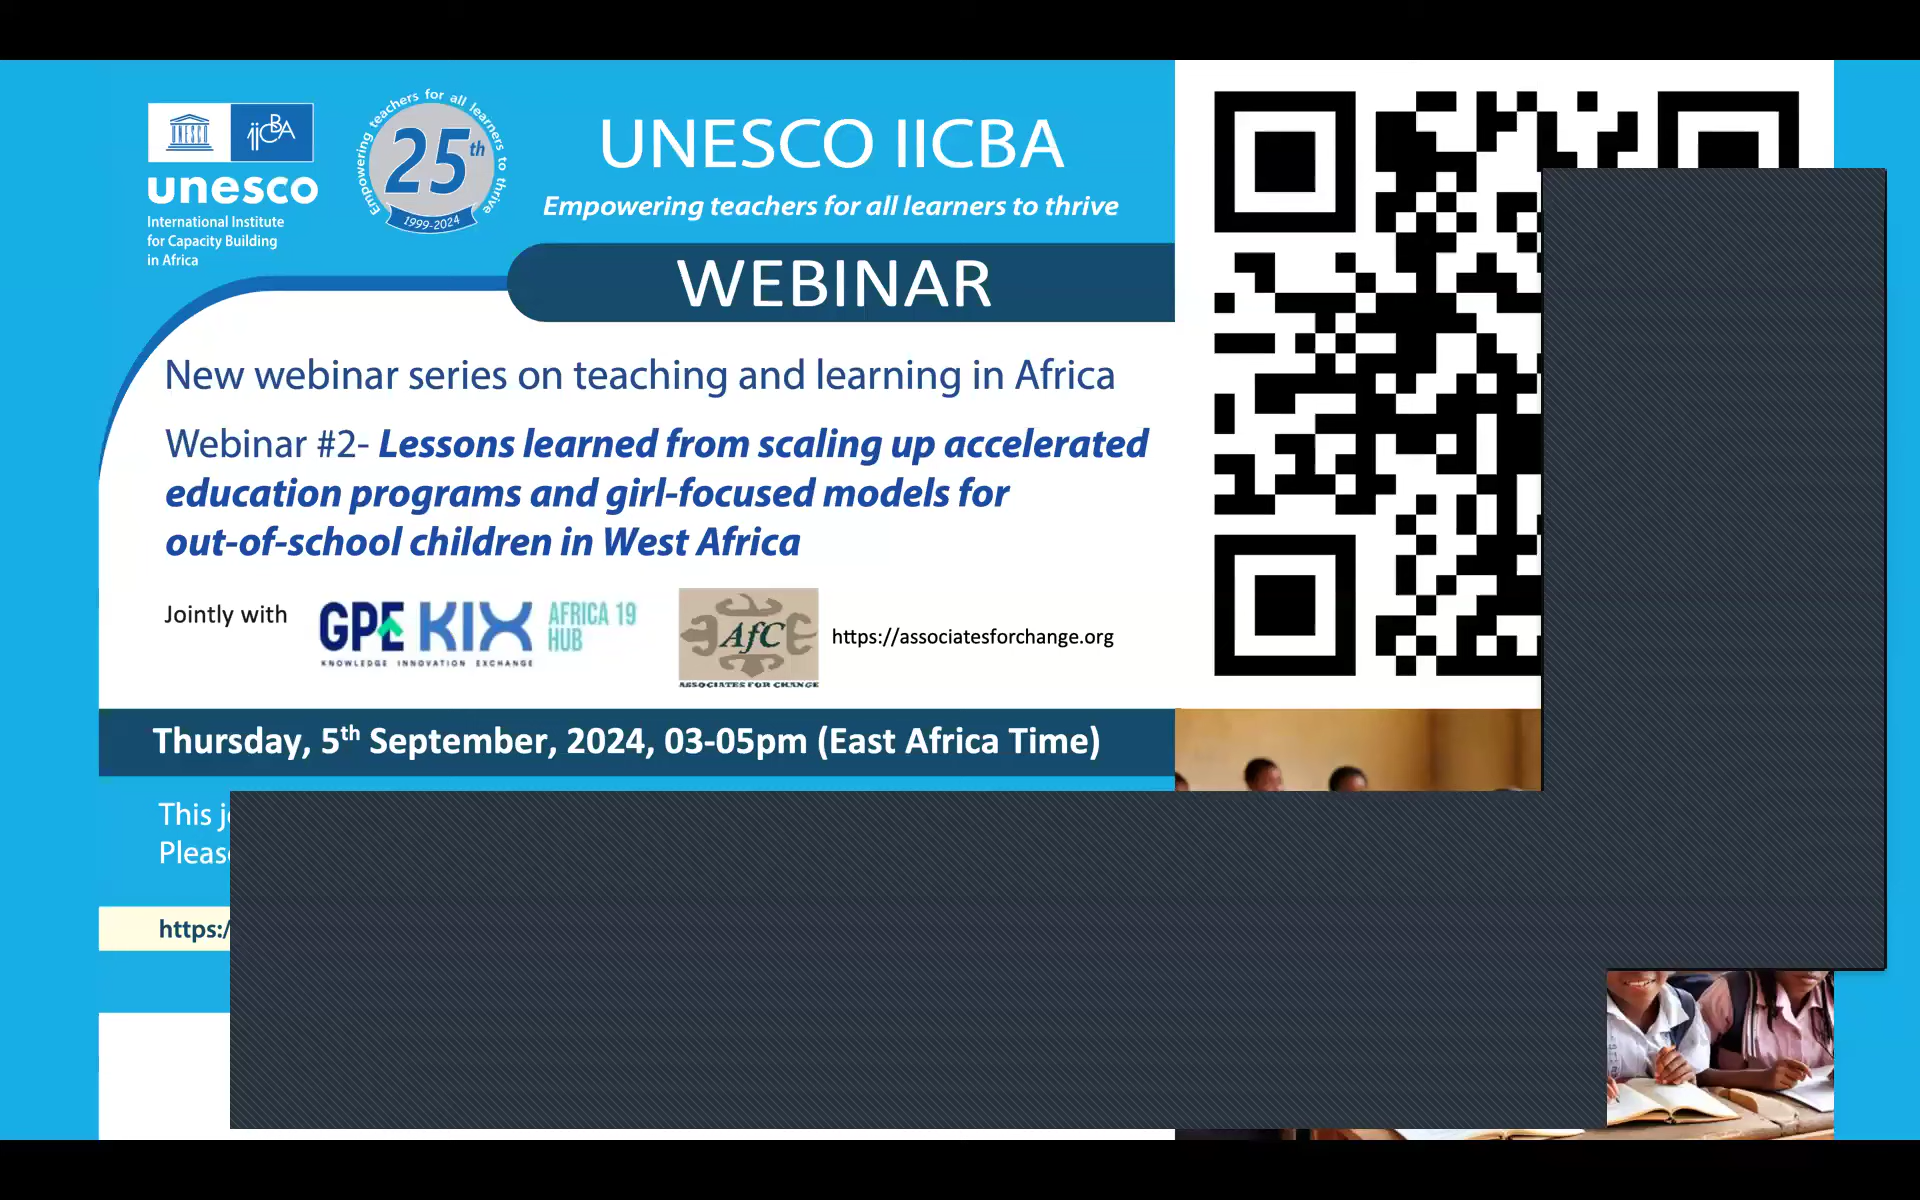 UNESCO
iicBA
unesco
International Institute
for Capacity Building
in Africa
Empowering teachers for all learners to thrive
25th
1999-2024
UNESCO IICBA
Empowering teachers for all learners to thrive
WEBINAR
New webinar series on teaching and learning in Africa
Webinar #2- Lessons learned from scaling up accelerated
education programs and girl-focused models for
out-of-school children in West Africa
Jointly with
GPE KIX AFRICA 19
HUB
KNOWLEDGE INNOVATION EXCHANGE
AfC
ASSOCIATES FOR CHANGE
https://associatesforchange.org
Thursday, 5th September, 2024, 03-05pm (East Africa Time)
This
https:/